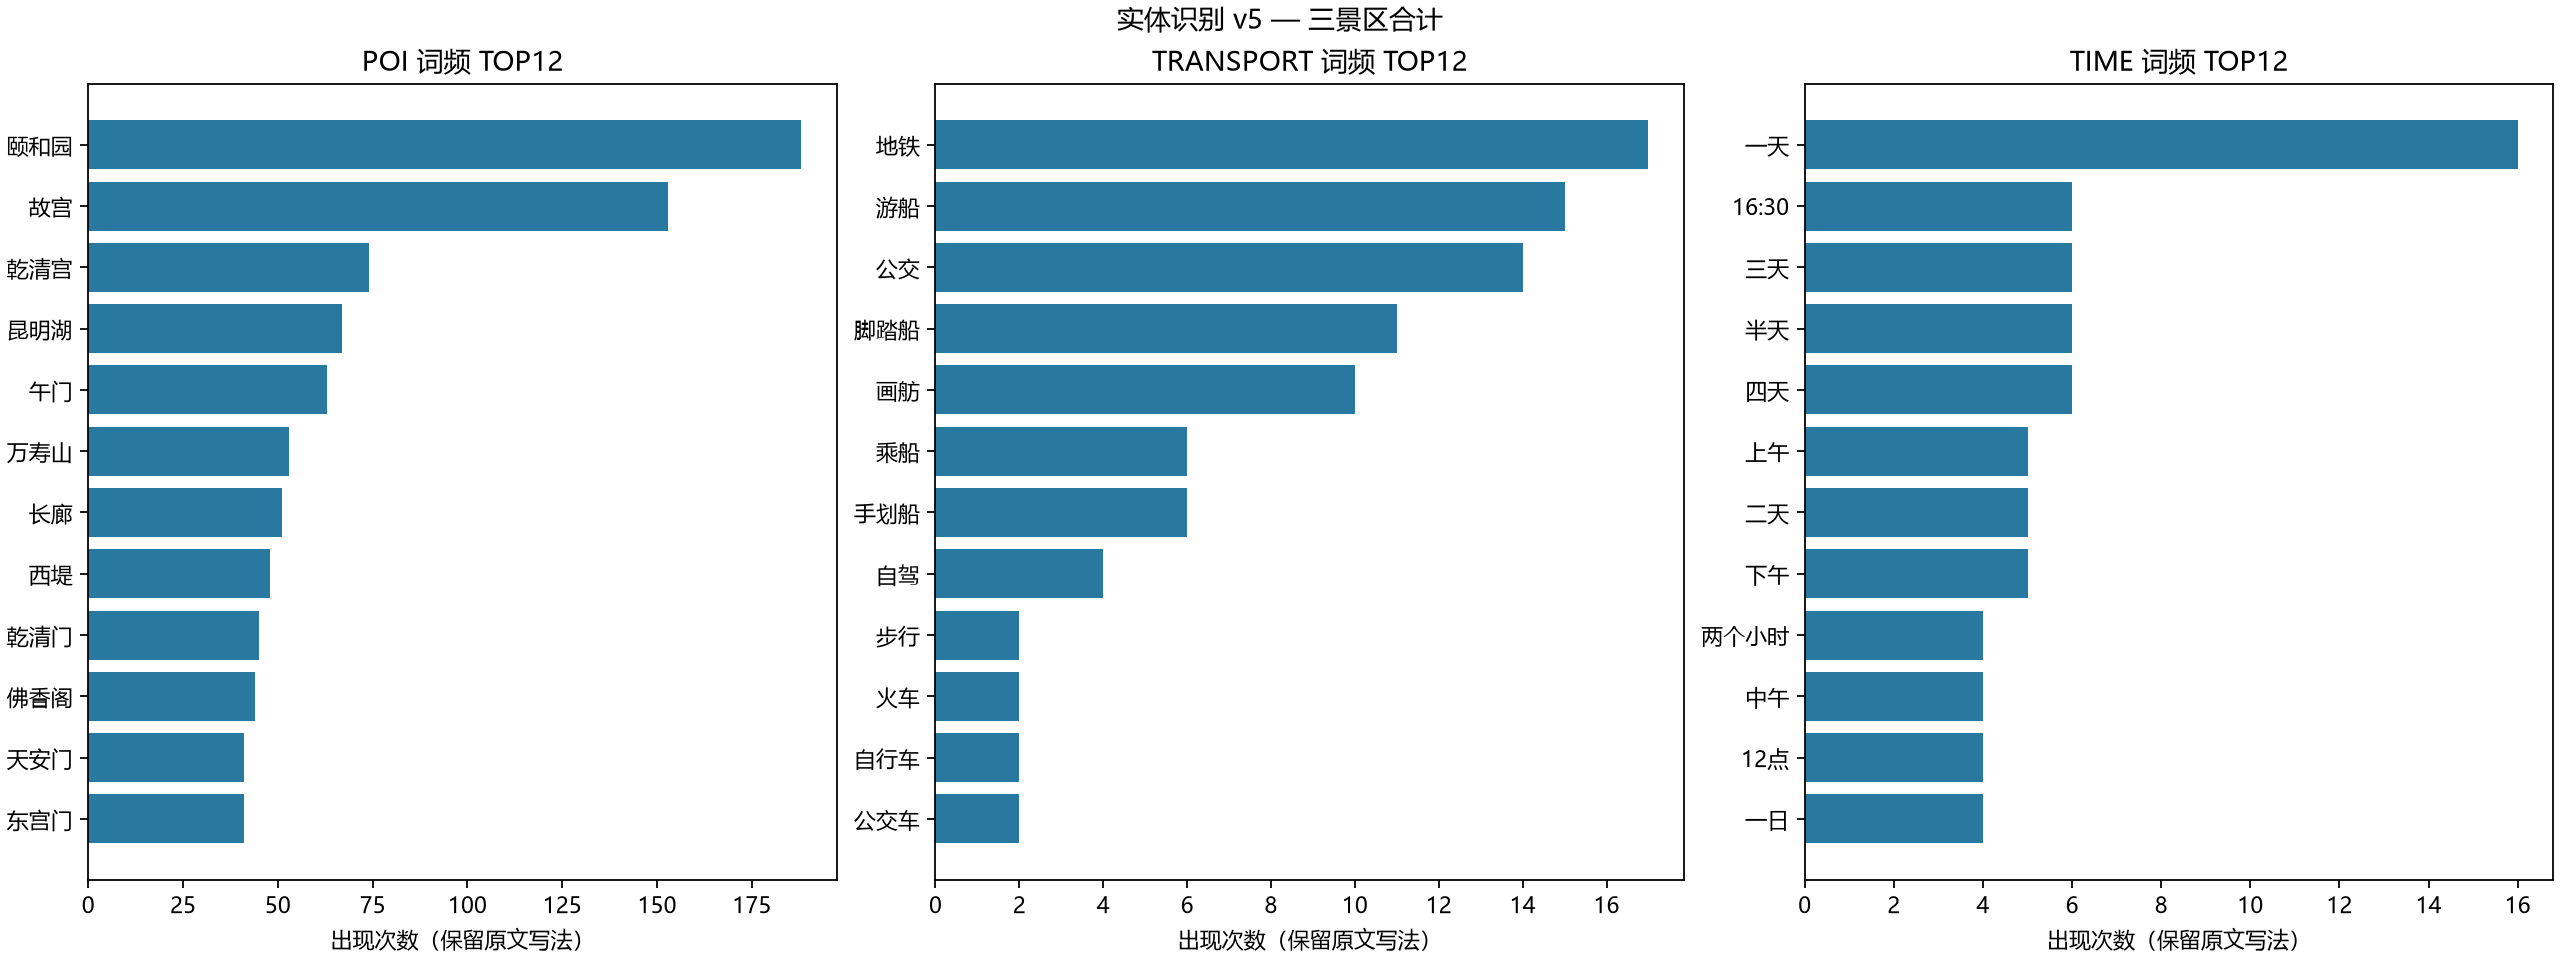 实体识别 v5 — 三景区合计
POI 词频 TOP12
颐和园
故宫
乾清宫
昆明湖
午门
万寿山
长廊
西堤
乾清门
佛香阁
天安门
东宫门
0 25 50 75 100 125 150 175
出现次数（保留原文写法）
TRANSPORT 词频 TOP12
地铁
游船
公交
脚踏船
画舫
乘船
手划船
自驾
步行
火车
自行车
公交车
0 2 4 6 8 10 12 14 16
出现次数（保留原文写法）
TIME 词频 TOP12
一天
16:30
三天
半天
四天
上午
二天
下午
两个小时
中午
12点
一日
0 2 4 6 8 10 12 14 16
出现次数（保留原文写法）